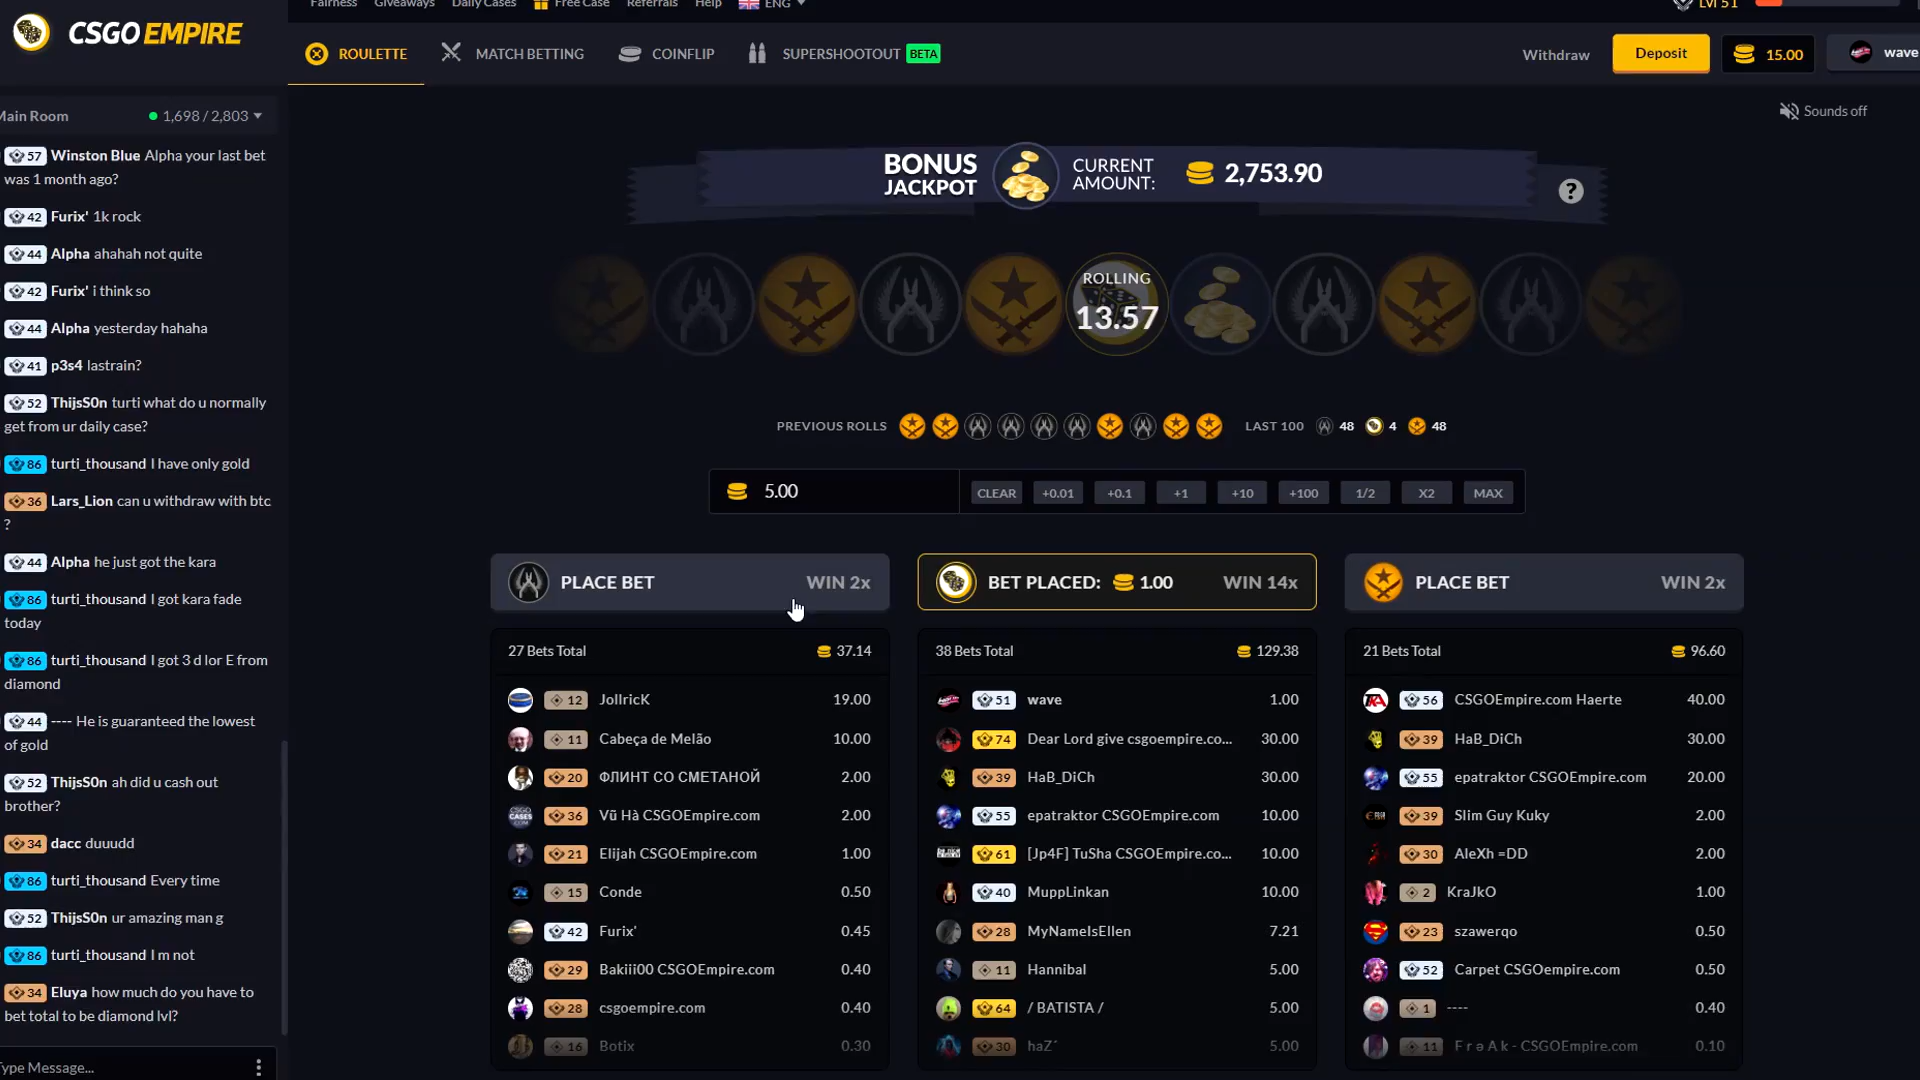 Fairness Giveaways Daily Cases Free Case Referrals Help ENG
Lvl 51
CSGOEMPIRE
ROULETTE MATCH BETTING COINFLIP SUPERSHOOTOUT BETA
Withdraw Deposit 15.00 wave
Main Room 1,698 / 2,803
Sounds off
57 Winston Blue Alpha your last bet
was 1 month ago?
42 Furix' 1k rock
44 Alpha ahahah not quite
42 Furix' i think so
44 Alpha yesterday hahaha
41 p3s4 lastrain?
52 ThijsS0n turti what do u normally
get from ur daily case?
86 turti_thousand I have only gold
36 Lars_Lion can u withdraw with btc
?
44 Alpha he just got the kara
86 turti_thousand I got kara fade
today
86 turti_thousand I got 3 d lor E from
diamond
44 ---- He is guaranteed the lowest
of gold
52 ThijsS0n ah did u cash out
brother?
34 dacc duuudd
86 turti_thousand Every time
52 ThijsS0n ur amazing man g
86 turti_thousand I m not
34 Eluya how much do you have to
bet total to be diamond lvl?
Type Message...
BONUS
JACKPOT
CURRENT
AMOUNT:
2,753.90
?
ROLLING
13.57
PREVIOUS ROLLS LAST 100 48 4 48
5.00 CLEAR +0.01 +0.1 +1 +10 +100 1/2 X2 MAX
PLACE BET WIN 2x
27 Bets Total 37.14
12 JollricK 19.00
11 Cabeça de Melão 10.00
20 ФЛИНТ СО СМЕТАНОЙ 2.00
36 Vũ Hà CSGOEmpire.com 2.00
21 Elijah CSGOEmpire.com 1.00
15 Conde 0.50
42 Furix' 0.45
29 Bakiii00 CSGOEmpire.com 0.40
28 csgoempire.com 0.40
16 Botix 0.30
BET PLACED: 1.00 WIN 14x
38 Bets Total 129.38
51 wave 1.00
74 Dear Lord give csgoempire.co... 30.00
39 HaB_DiCh 30.00
55 epatraktor CSGOEmpire.com 10.00
61 [Jp4F] TuSha CSGOEmpire.co... 10.00
40 MuppLinkan 10.00
28 MyNameIsEllen 7.21
11 Hannibal 5.00
64 / BATISTA / 5.00
30 haZ´ 5.00
PLACE BET WIN 2x
21 Bets Total 96.60
56 CSGOEmpire.com Haerte 40.00
39 HaB_DiCh 30.00
55 epatraktor CSGOEmpire.com 20.00
39 Slim Guy Kuky 2.00
30 AleXh =DD 2.00
2 KraJkO 1.00
23 szawerqo 0.50
52 Carpet CSGOempire.com 0.50
1 ---- 0.40
11 F r ə A k - CSGOEmpire.com 0.10